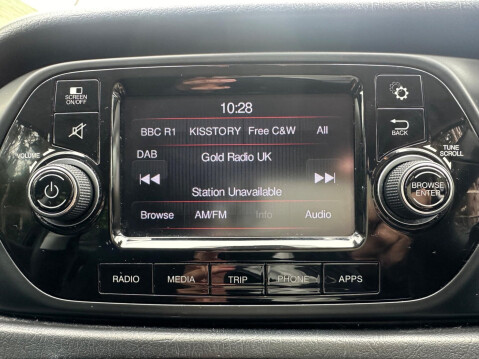 SCREEN
ON/OFF
10:28
BBC R1 KISSTORY Free C&W All
BACK
VOLUME
DAB
Gold Radio UK
TUNE
SCROLL
BROWSE
ENTER
Station Unavailable
Browse AM/FM Info Audio
RADIO MEDIA TRIP PHONE APPS